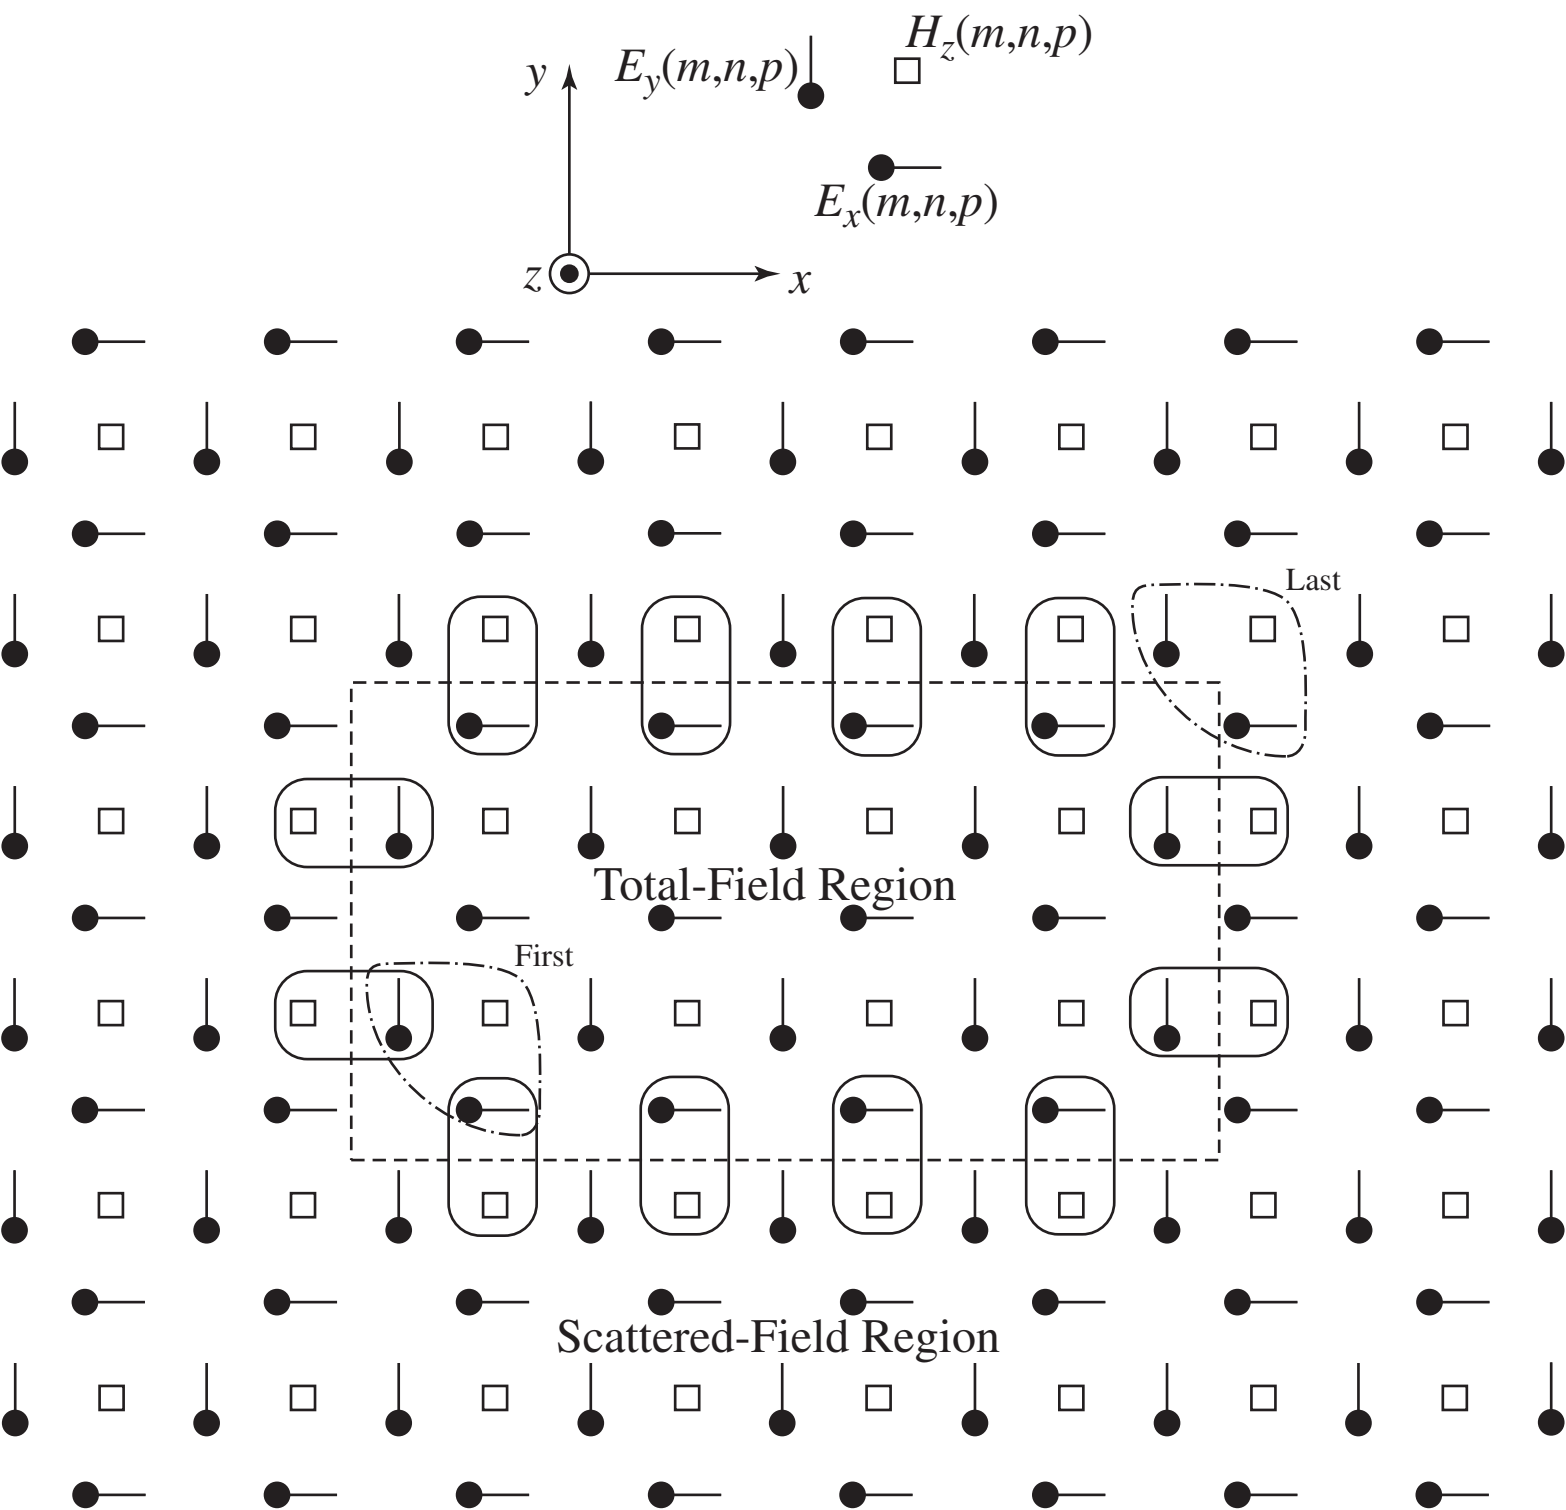 H_z(m,n,p)
E_y(m,n,p)
y
E_x(m,n,p)
z
x
Last
Total-Field Region
First
Scattered-Field Region